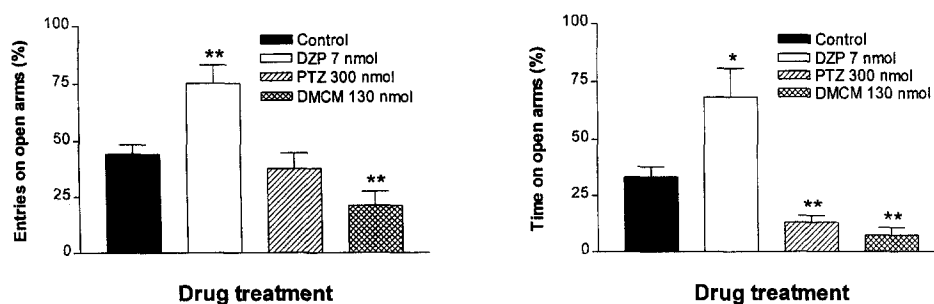 100
75
50
25
0
Entries on open arms (%)
Control
DZP 7 nmol
PTZ 300 nmol
DMCM 130 nmol
**
**
Drug treatment
100
75
50
25
0
Time on open arms (%)
Control
DZP 7 nmol
PTZ 300 nmol
DMCM 130 nmol
*
**
**
Drug treatment